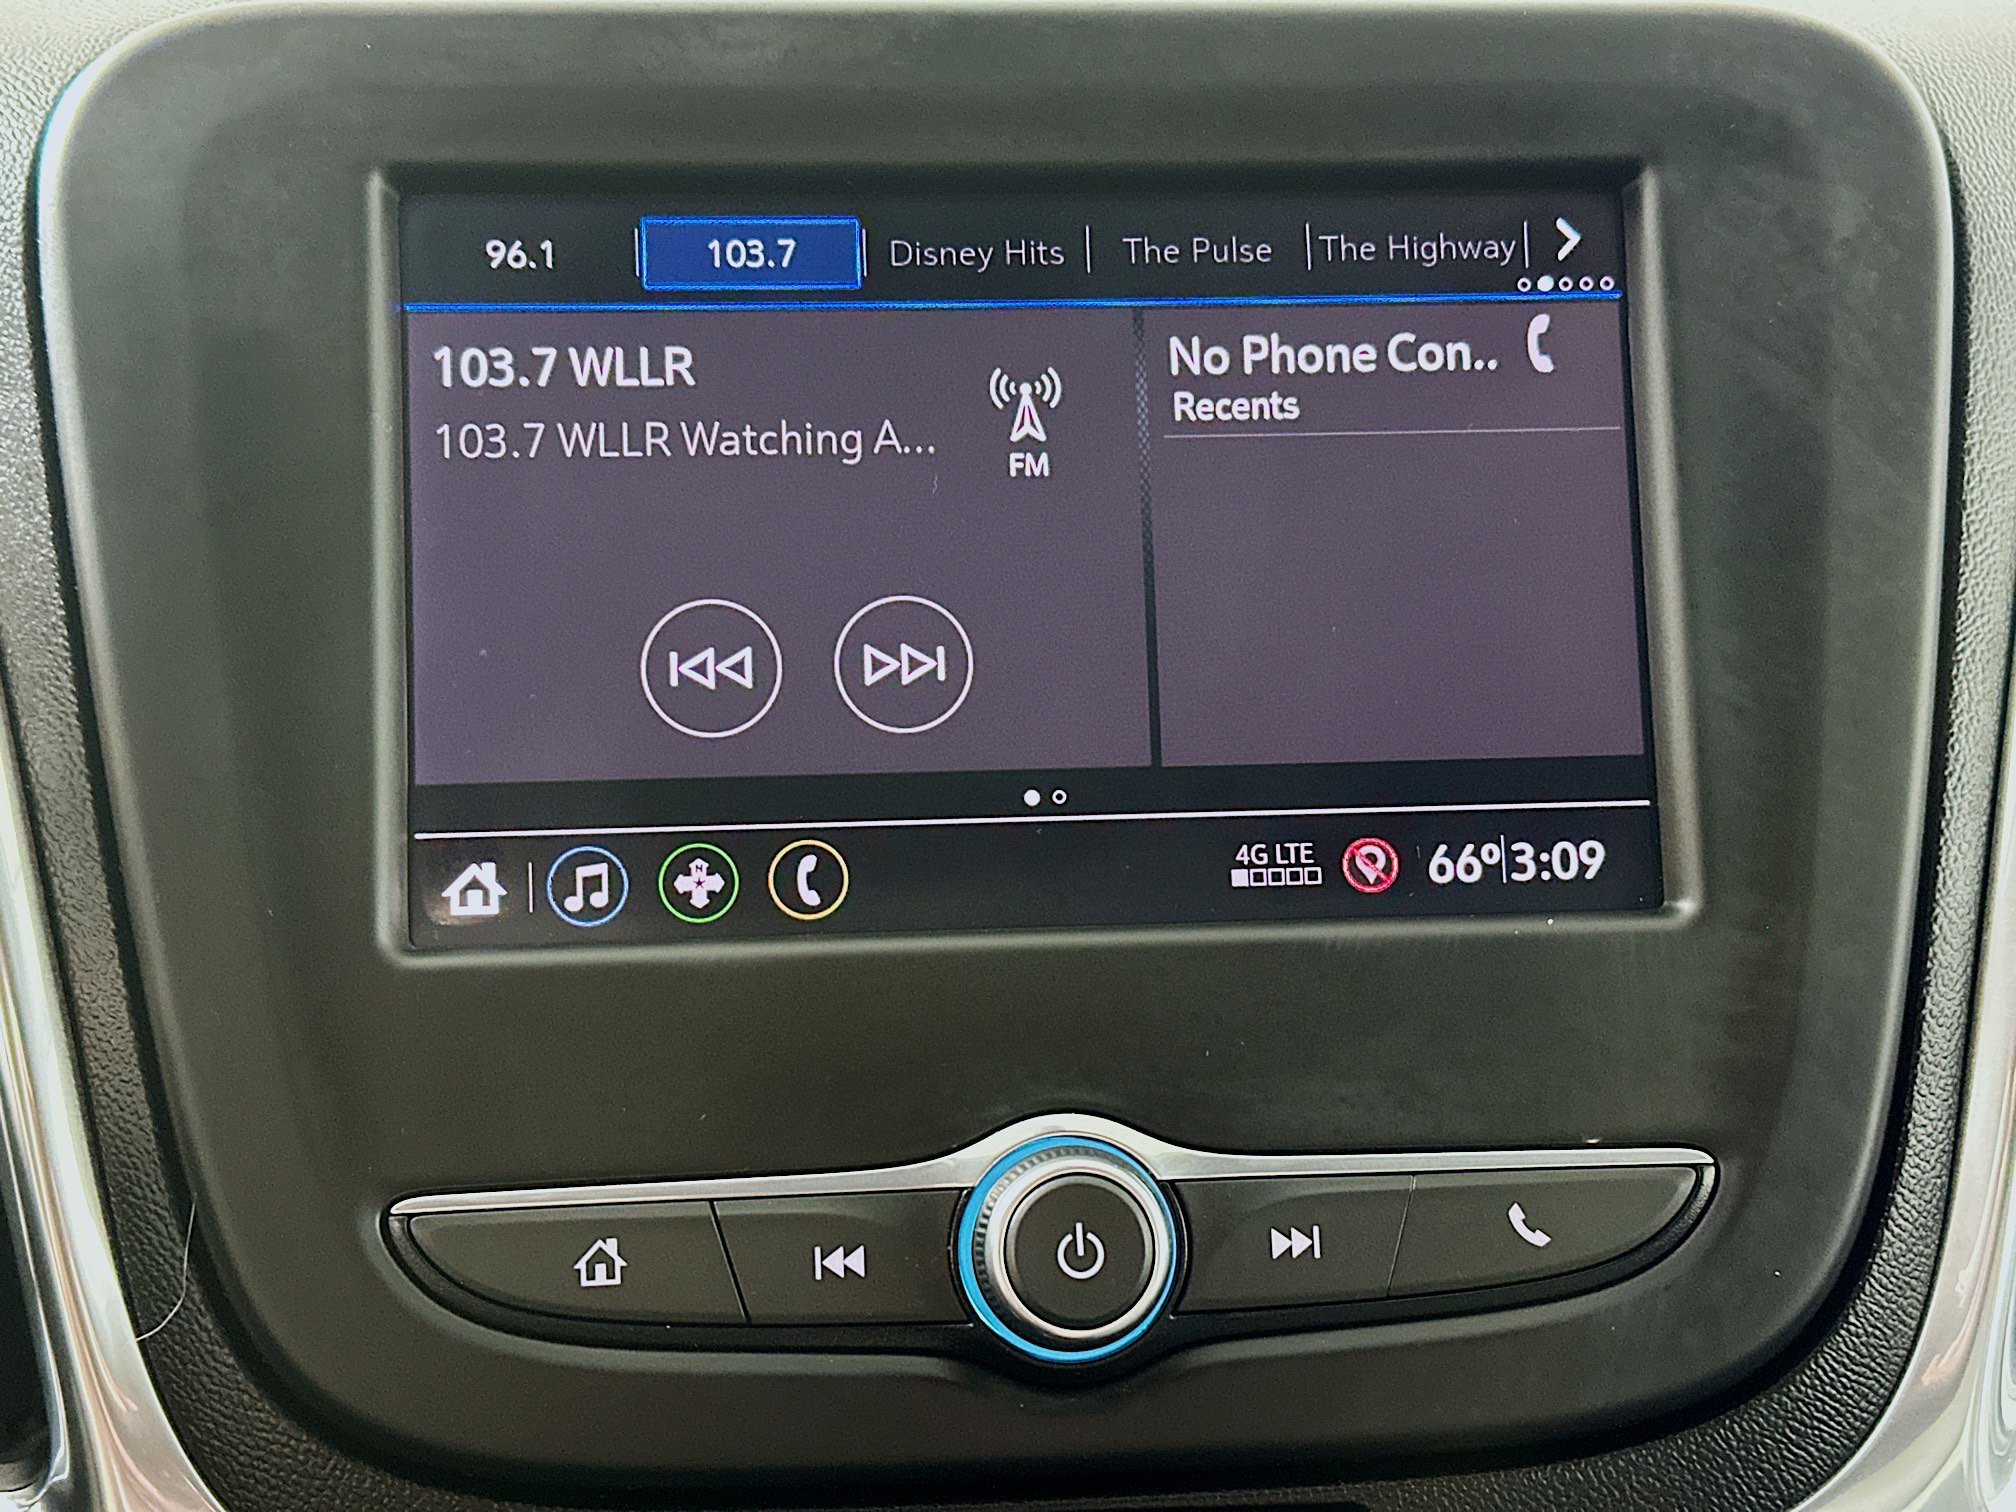 96.1 103.7 Disney Hits The Pulse The Highway
103.7 WLLR
103.7 WLLR Watching A...
FM
No Phone Con..
Recents
N
4G LTE
66° 3:09